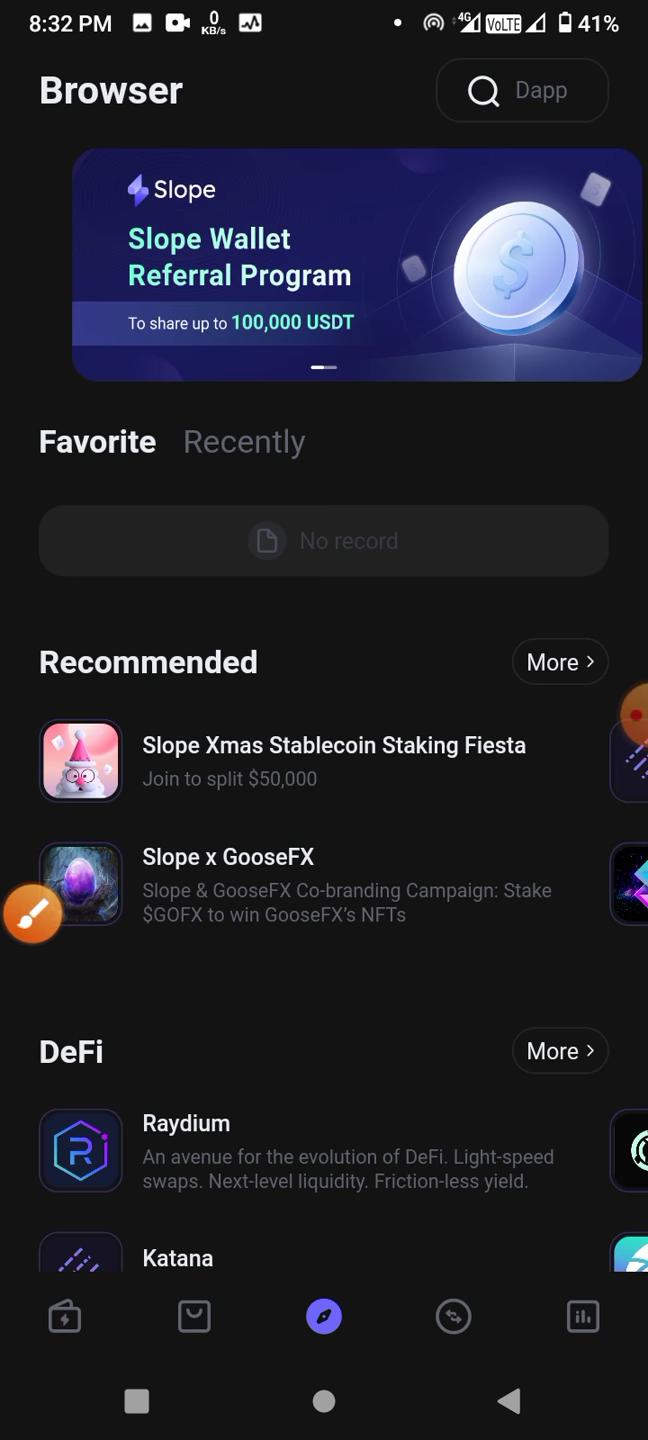 8:32 PM
0
KB/s
4G
VoLTE
41%
Browser
Dapp
Slope
Slope Wallet
Referral Program
To share up to 100,000 USDT
Favorite
Recently
No record
Recommended
More
Slope Xmas Stablecoin Staking Fiesta
Join to split $50,000
Slope x GooseFX
Slope & GooseFX Co-branding Campaign: Stake
$GOFX to win GooseFX's NFTs
DeFi
More
Raydium
An avenue for the evolution of DeFi. Light-speed
swaps. Next-level liquidity. Friction-less yield.
Katana